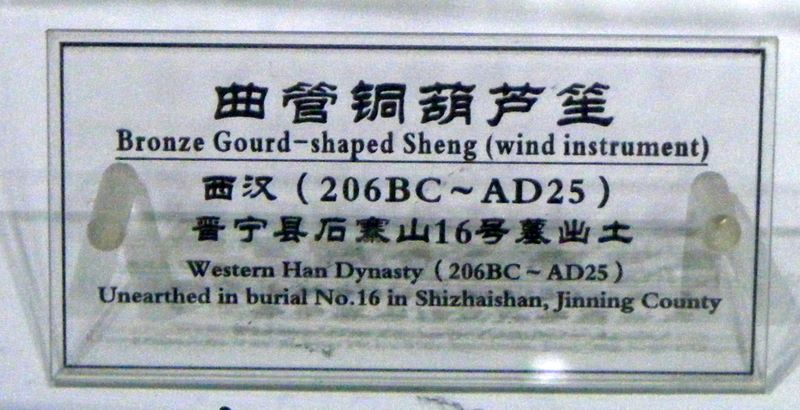 曲管铜葫芦笙
Bronze Gourd-shaped Sheng (wind instrument)
西汉（206BC～AD25）
晋宁县石寨山16号墓出土
Western Han Dynasty（206BC～AD25）
Unearthed in burial No.16 in Shizhaishan, Jinning County